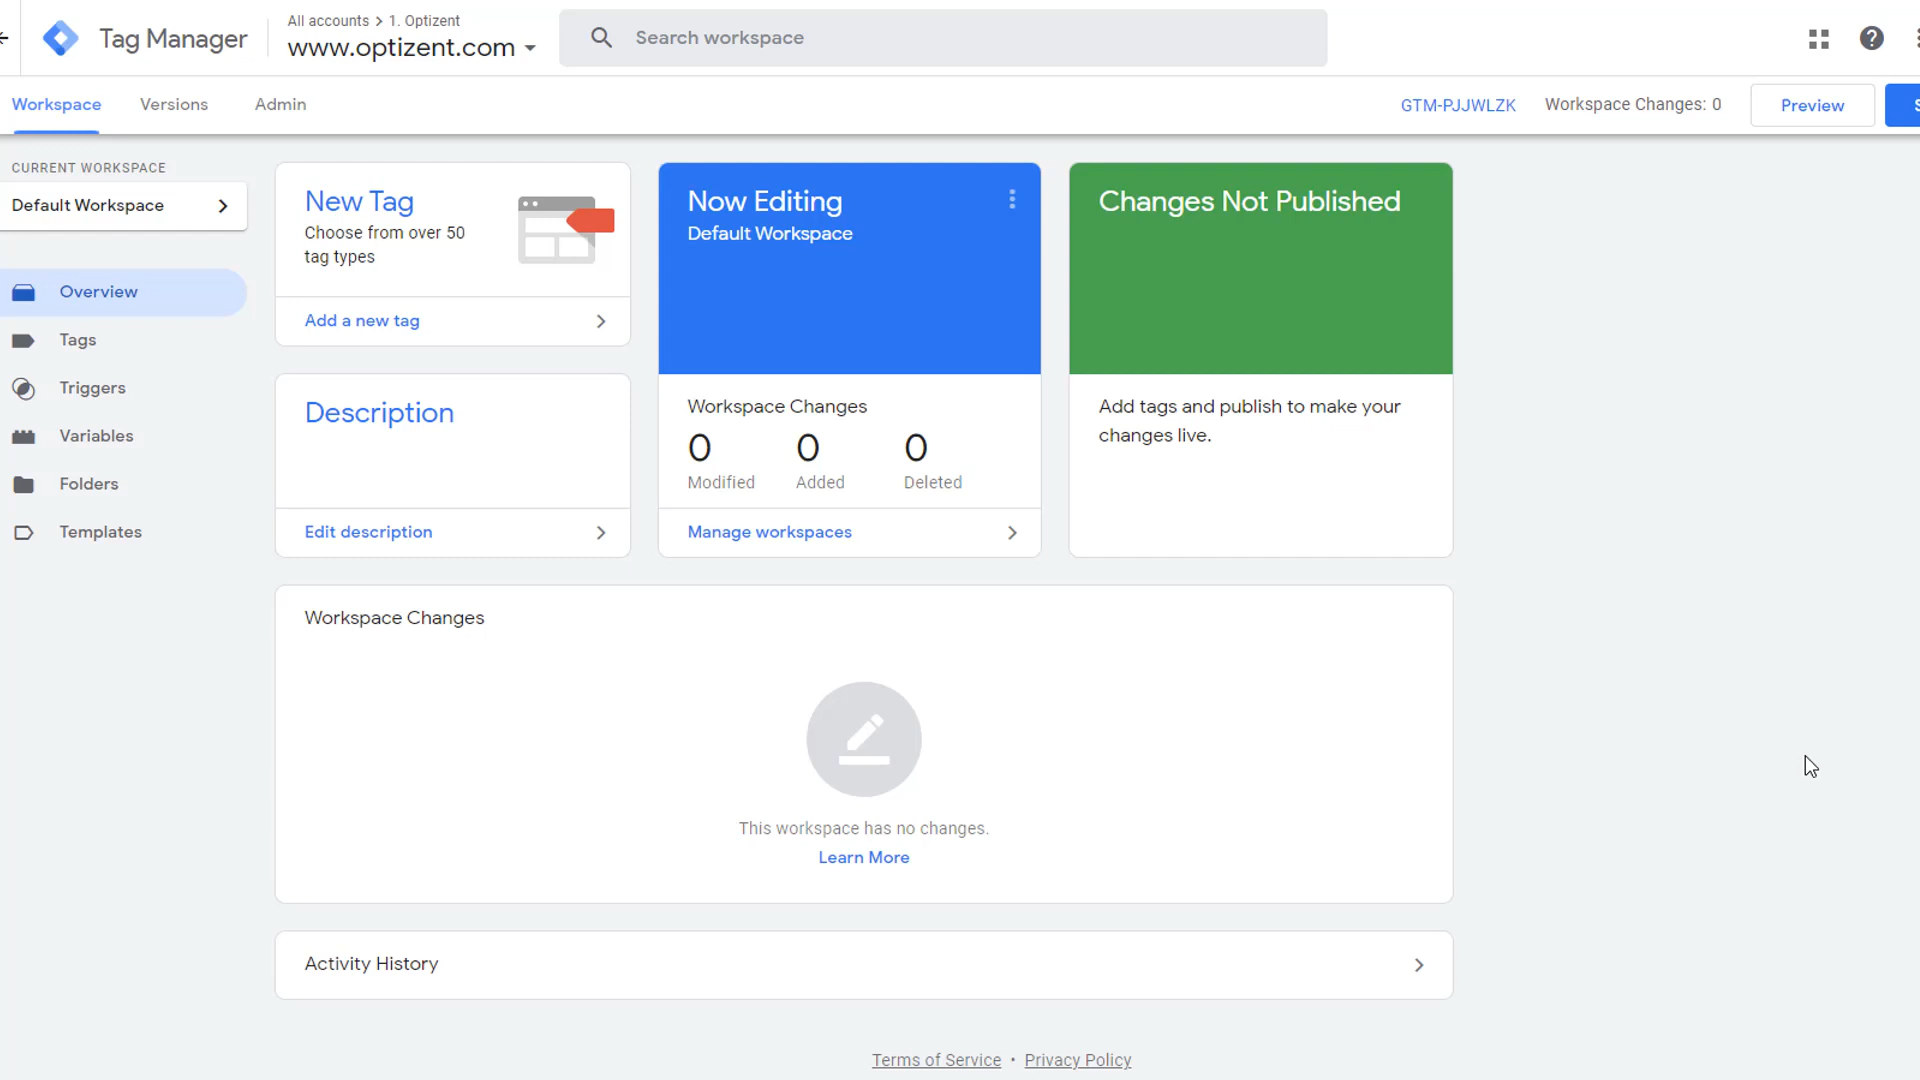 Tag Manager
All accounts > 1. Optizent
www.optizent.com
Search workspace
Workspace
Versions
Admin
GTM-PJJWLZK
Workspace Changes: 0
Preview
CURRENT WORKSPACE
Default Workspace
Overview
Tags
Triggers
Variables
Folders
Templates
New Tag
Choose from over 50
tag types
Add a new tag
Description
Edit description
Now Editing
Default Workspace
Workspace Changes
0 0 0
Modified Added Deleted
Manage workspaces
Changes Not Published
Add tags and publish to make your
changes live.
Workspace Changes
This workspace has no changes.
Learn More
Activity History
Terms of Service • Privacy Policy